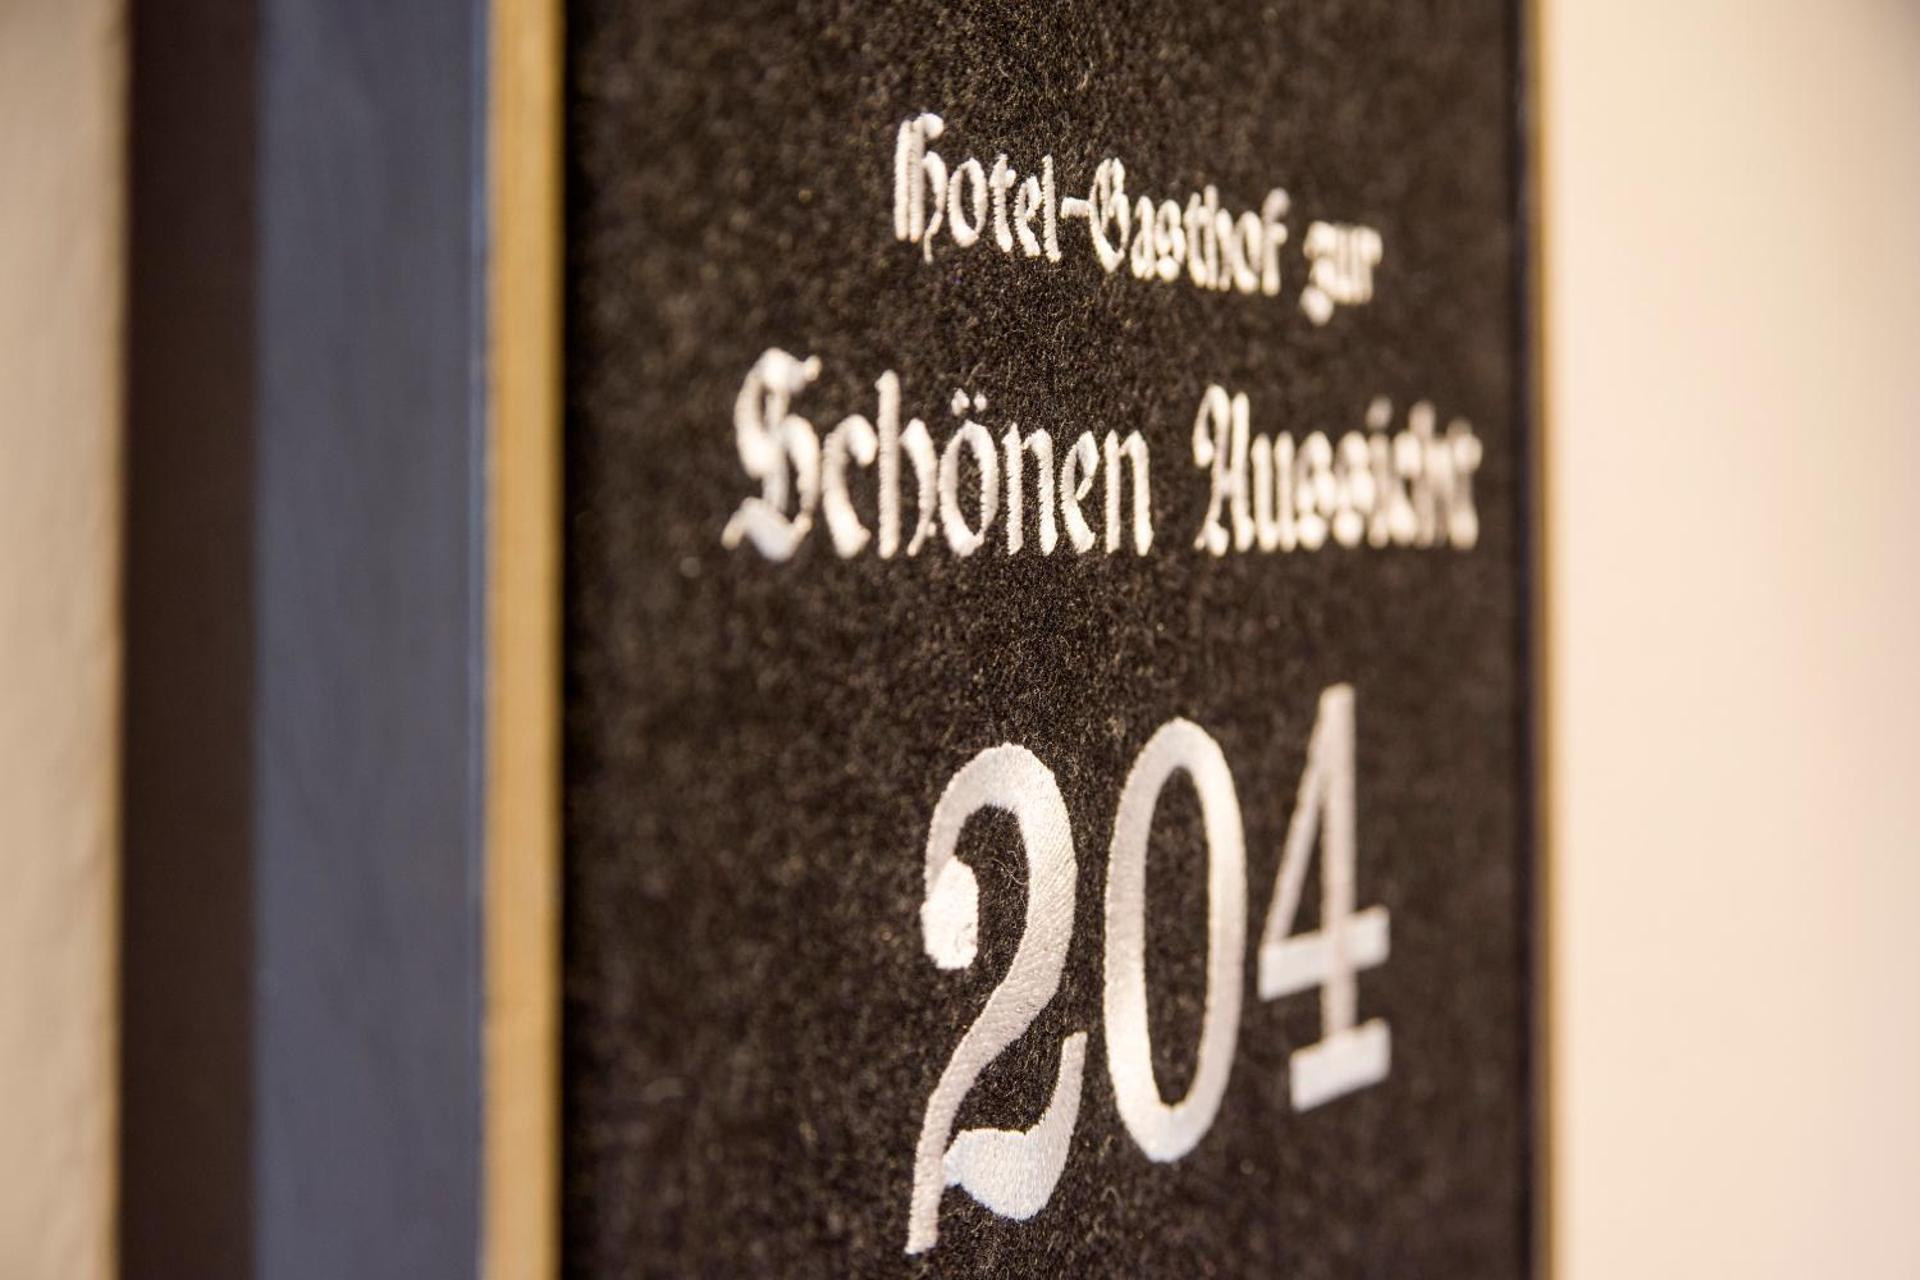 Hotel-Gasthof zur
Schönen Aussicht
204